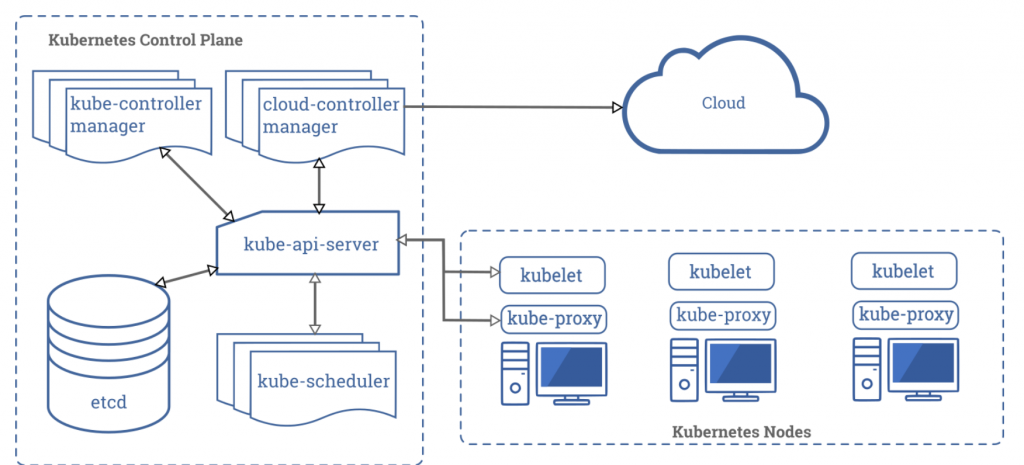 Kubernetes Control Plane
kube-controller
manager
cloud-controller
manager
Cloud
kube-api-server
etcd
kube-scheduler
kubelet
kube-proxy
kubelet
kube-proxy
kubelet
kube-proxy
Kubernetes Nodes